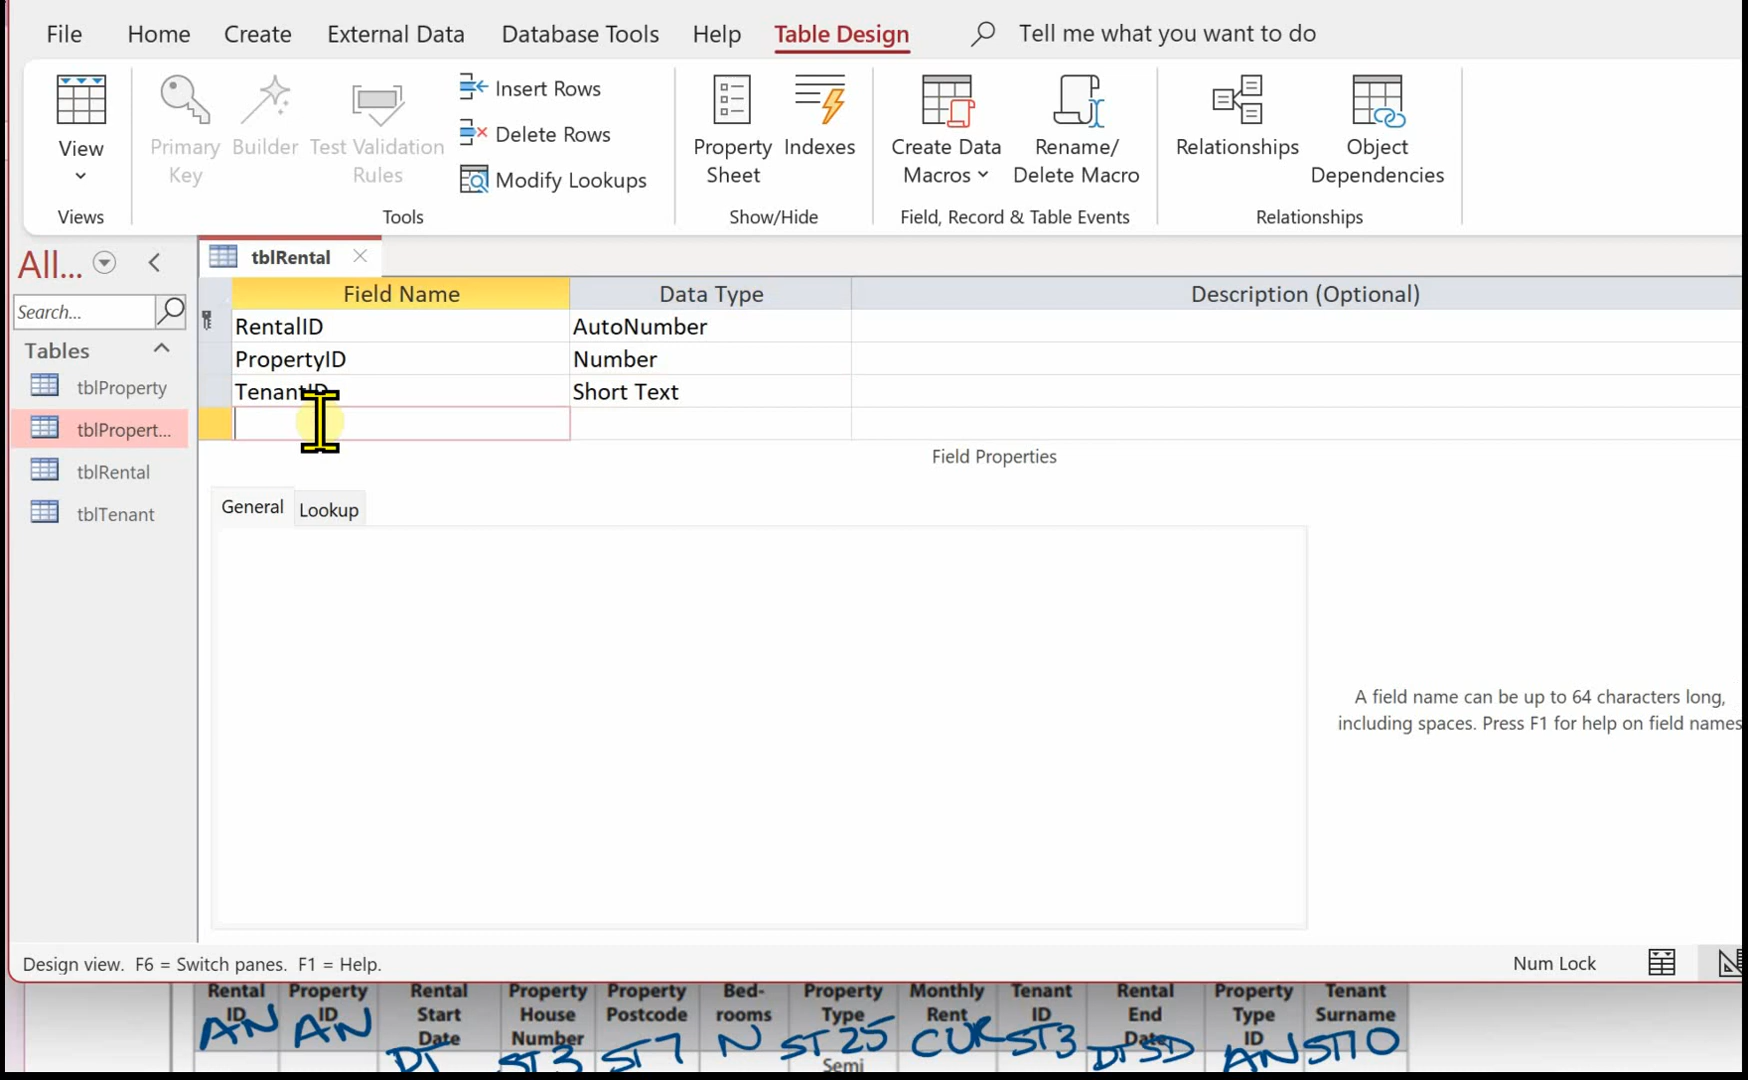 File Home Create External Data Database Tools Help Table Design Tell me what you want to do
View
Views
Primary Key
Builder
Test Validation Rules
Insert Rows
Delete Rows
Modify Lookups
Tools
Property Sheet
Indexes
Show/Hide
Create Data Macros
Rename/ Delete Macro
Field, Record & Table Events
Relationships
Object Dependencies
Relationships
All...
Search...
Tables
tblProperty
tblPropert...
tblRental
tblTenant
tblRental
Field Name Data Type Description (Optional)
RentalID AutoNumber
PropertyID Number
TenantID Short Text
Field Properties
General Lookup
A field name can be up to 64 characters long,
including spaces. Press F1 for help on field names
Design view. F6 = Switch panes. F1 = Help.
Num Lock
Rental ID
Property ID
Rental Start Date
Property House Number
Property Postcode
Bed- rooms
Property Type
Monthly Rent
Tenant ID
Rental End Date
Property Type ID
Tenant Surname
AN AN ST3 ST7 N ST25 CUR ST3 DTSD AN ST10
Semi